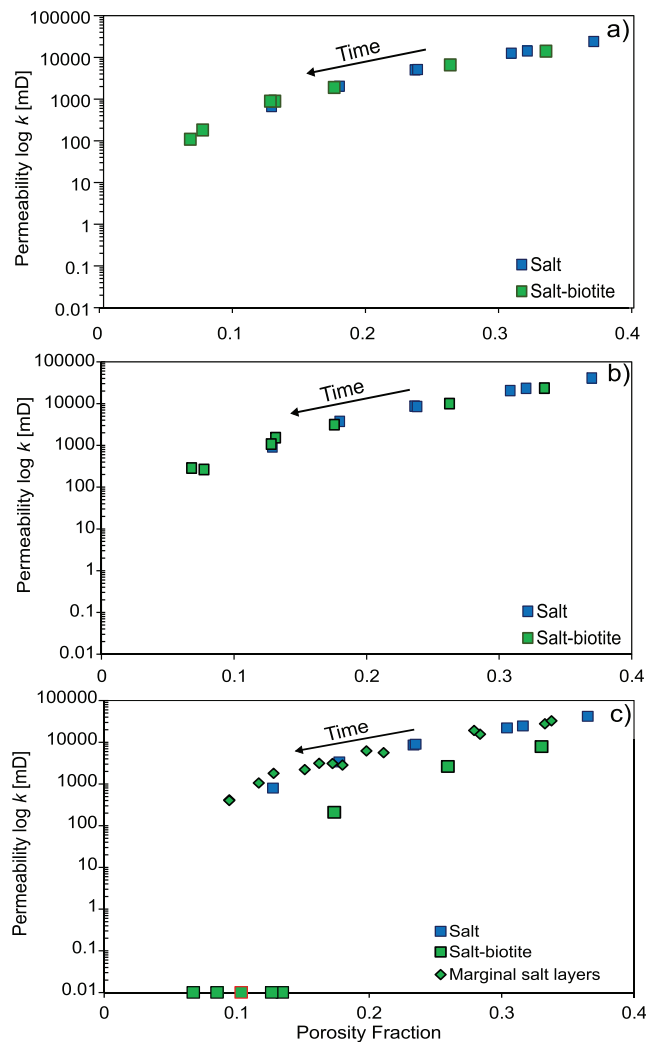 a)
100000
10000
1000
100
10
1
0.1
0.01
Permeability log k [mD]
Time
Salt
Salt-biotite
0
0.1
0.2
0.3
0.4
b)
100000
10000
1000
100
10
1
0.1
0.01
Permeability log k [mD]
Time
Salt
Salt-biotite
0
0.1
0.2
0.3
0.4
c)
100000
10000
1000
100
10
1
0.1
0.01
Permeability log k [mD]
Time
Salt
Salt-biotite
Marginal salt layers
0
0.1
0.2
0.3
0.4
Porosity Fraction